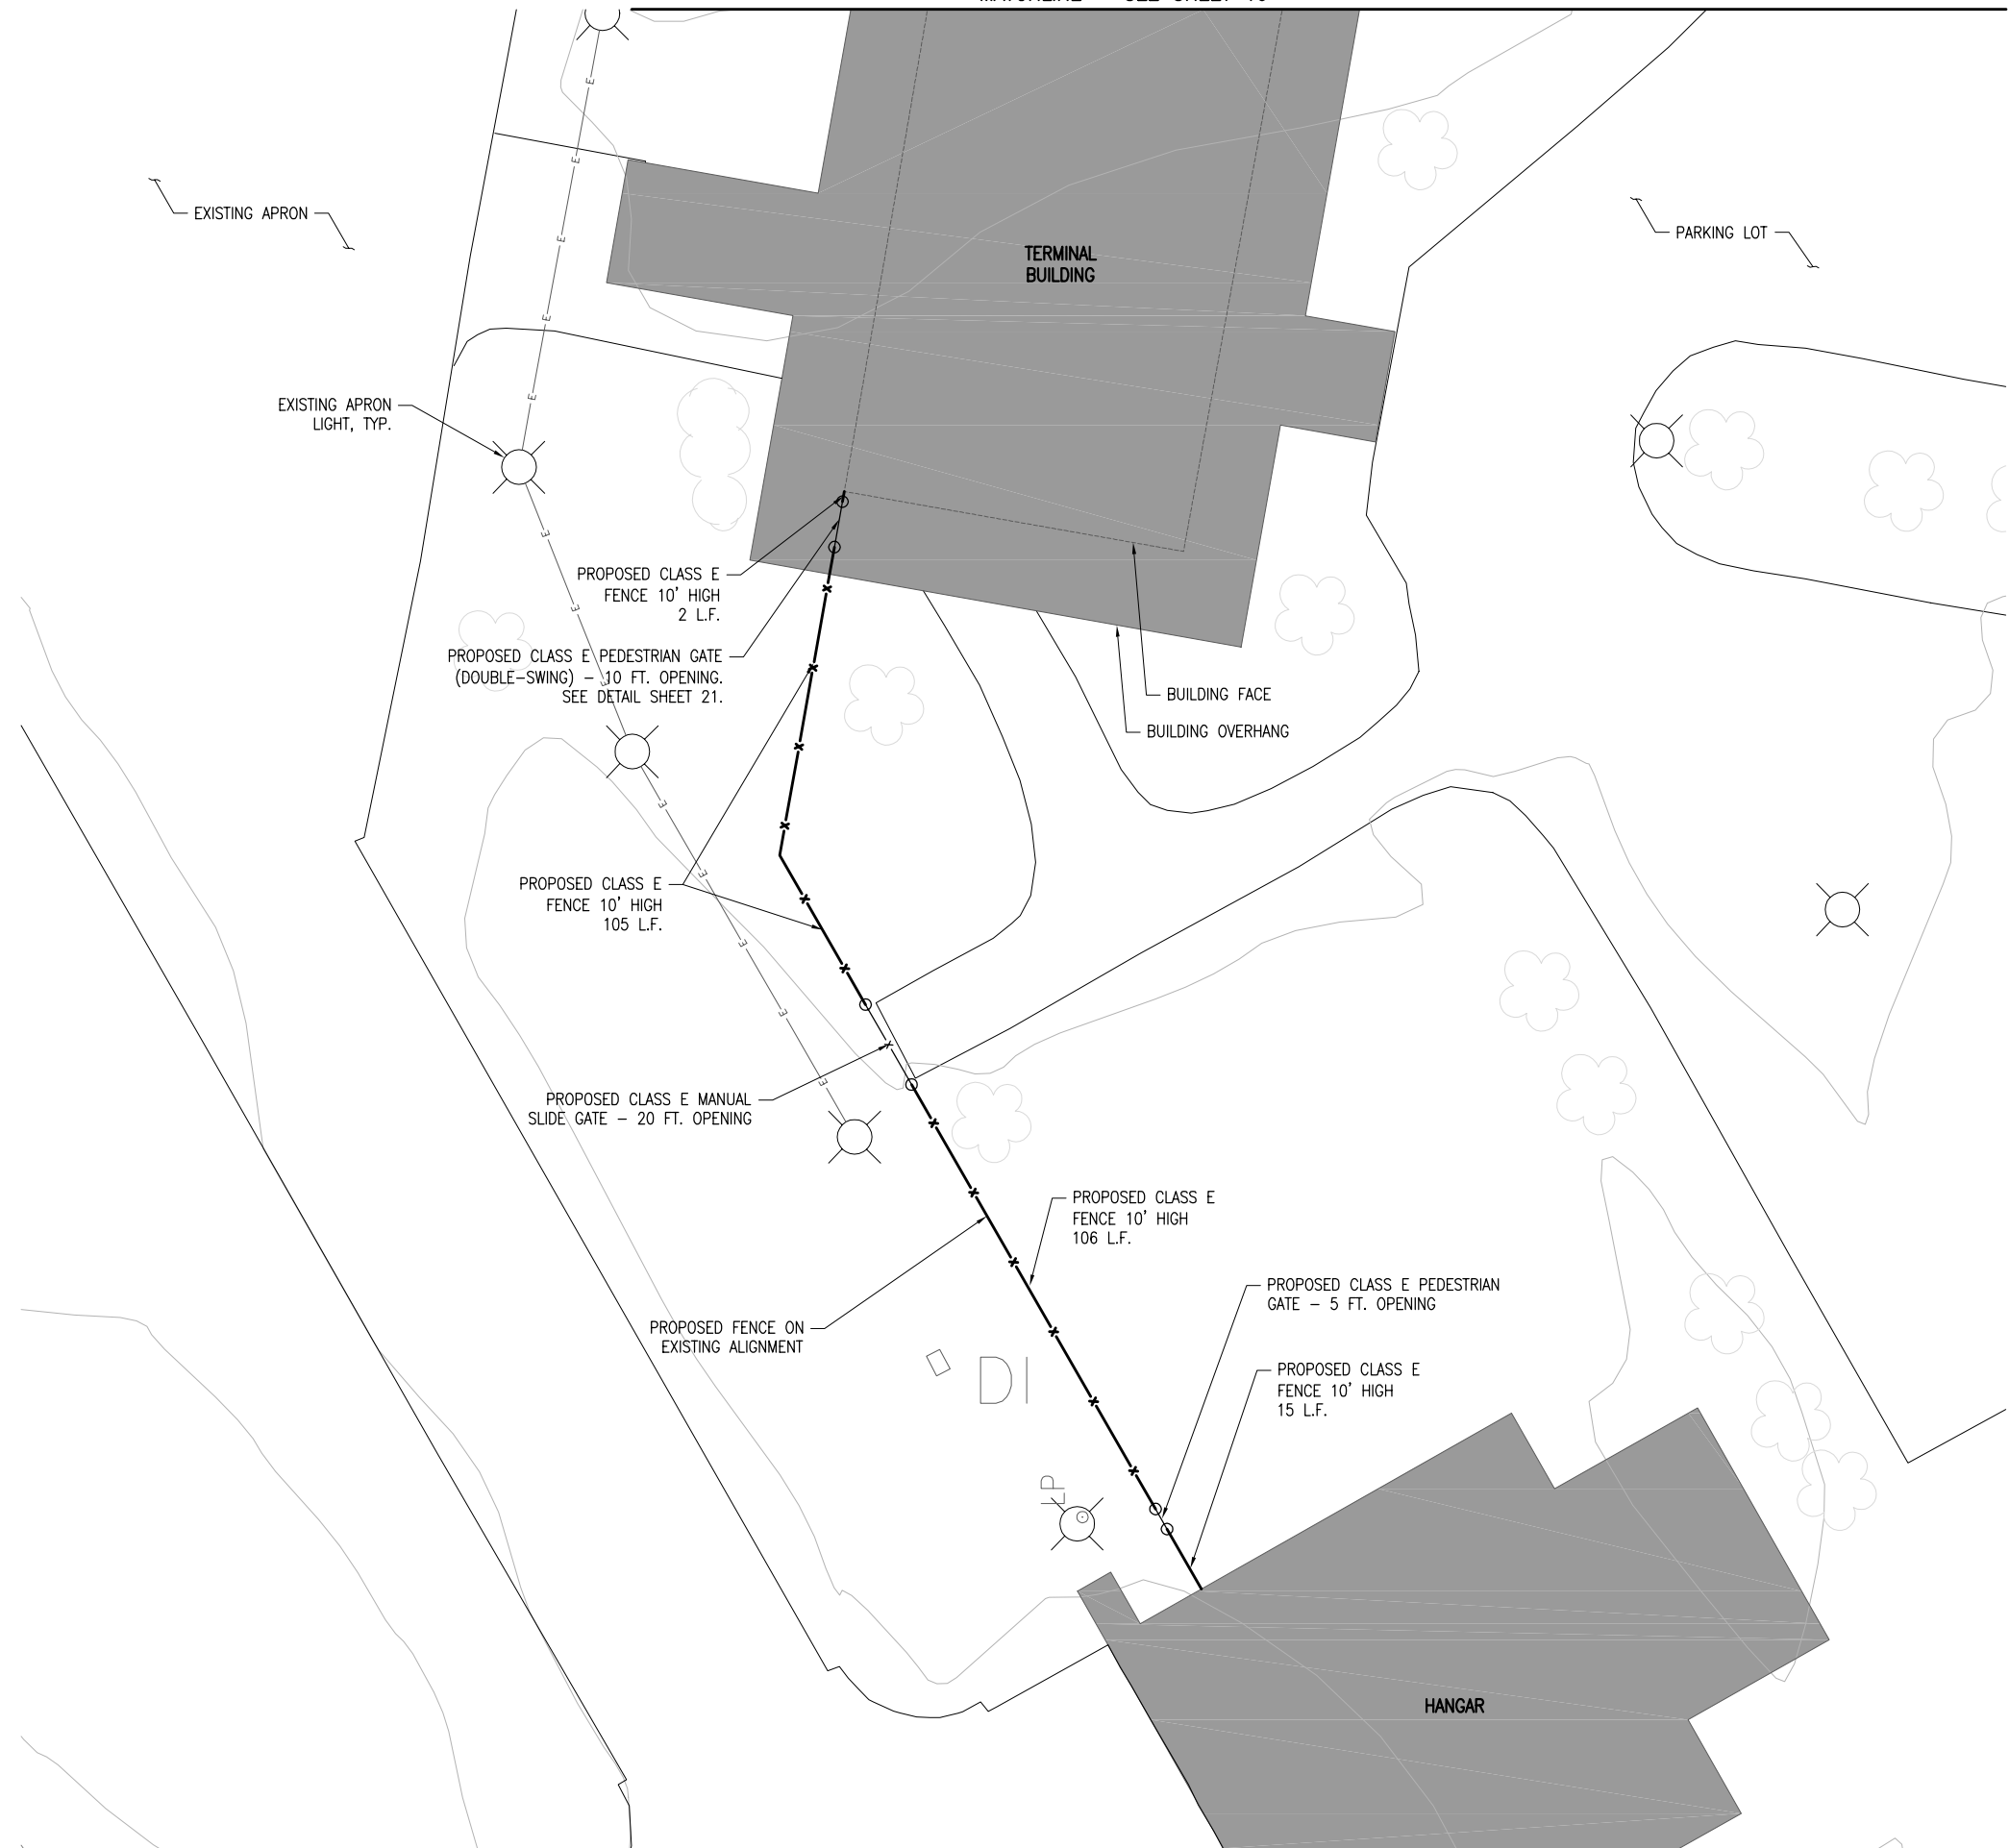 EXISTING APRON
TERMINAL
BUILDING
PARKING LOT
EXISTING APRON
LIGHT, TYP.
PROPOSED CLASS E
FENCE 10' HIGH
2 L.F.
PROPOSED CLASS E PEDESTRIAN GATE
(DOUBLE-SWING) - 10 FT. OPENING.
SEE DETAIL SHEET 21.
BUILDING FACE
BUILDING OVERHANG
PROPOSED CLASS E
FENCE 10' HIGH
105 L.F.
PROPOSED CLASS E MANUAL
SLIDE GATE - 20 FT. OPENING
PROPOSED CLASS E
FENCE 10' HIGH
106 L.F.
PROPOSED CLASS E PEDESTRIAN
GATE - 5 FT. OPENING
PROPOSED FENCE ON
EXISTING ALIGNMENT
DI
PROPOSED CLASS E
FENCE 10' HIGH
15 L.F.
LP
HANGAR
E
E
E
E
E
E
E
E
E
E
E
E
E
E